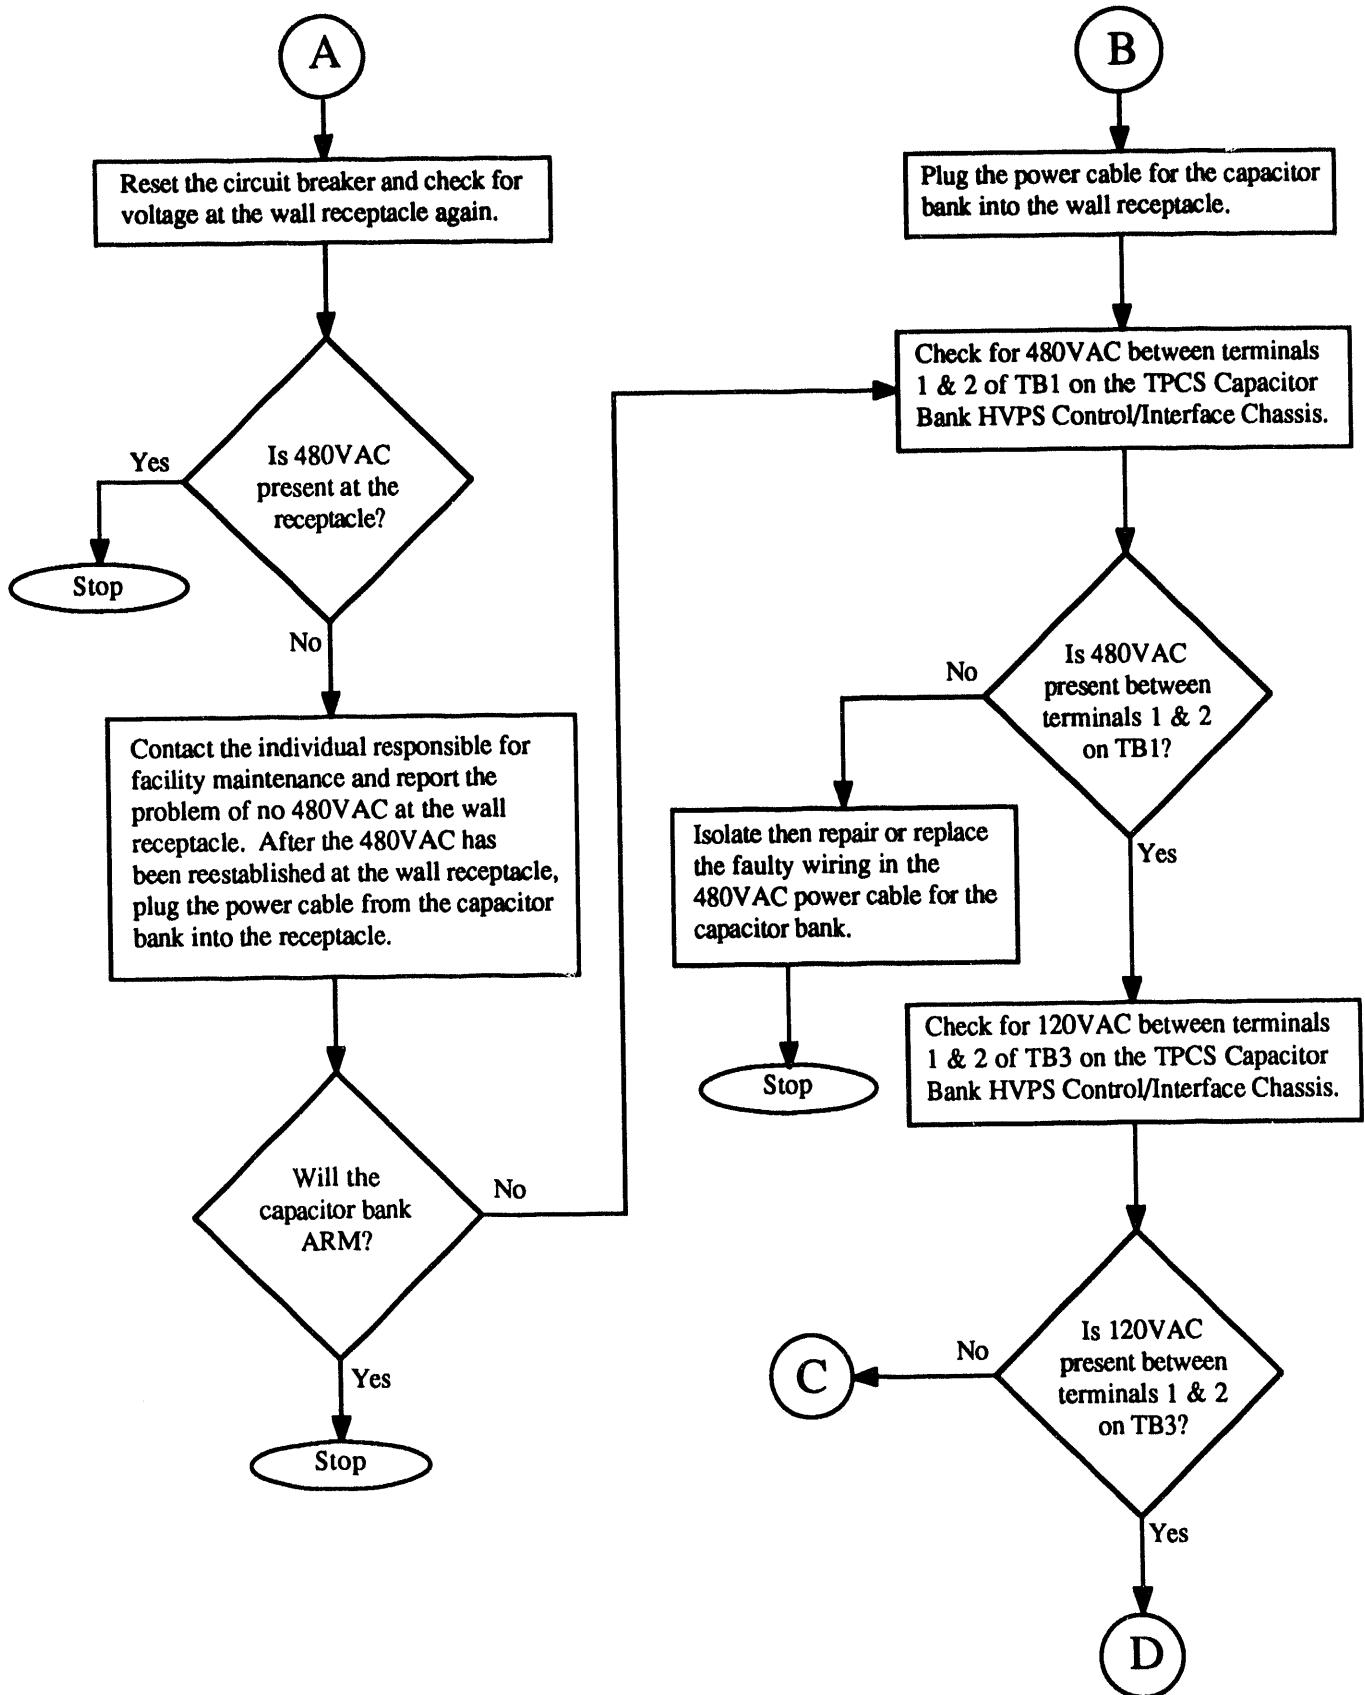 A
Reset the circuit breaker and check for
voltage at the wall receptacle again.
Is 480VAC
present at the
receptacle?
Yes
Stop
No
Contact the individual responsible for
facility maintenance and report the
problem of no 480VAC at the wall
receptacle. After the 480VAC has
been reestablished at the wall receptacle,
plug the power cable from the capacitor
bank into the receptacle.
Will the
capacitor bank
ARM?
No
Yes
Stop
B
Plug the power cable for the capacitor
bank into the wall receptacle.
Check for 480VAC between terminals
1 & 2 of TB1 on the TPCS Capacitor
Bank HVPS Control/Interface Chassis.
Is 480VAC
present between
terminals 1 & 2
on TB1?
No
Isolate then repair or replace
the faulty wiring in the
480VAC power cable for the
capacitor bank.
Stop
Yes
Check for 120VAC between terminals
1 & 2 of TB3 on the TPCS Capacitor
Bank HVPS Control/Interface Chassis.
Is 120VAC
present between
terminals 1 & 2
on TB3?
No
C
Yes
D